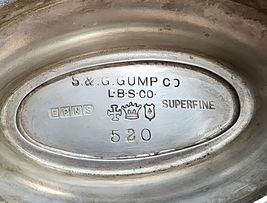 S. & G. GUMP CO
L·B·S·CO·
EPNS SUPERFINE
520